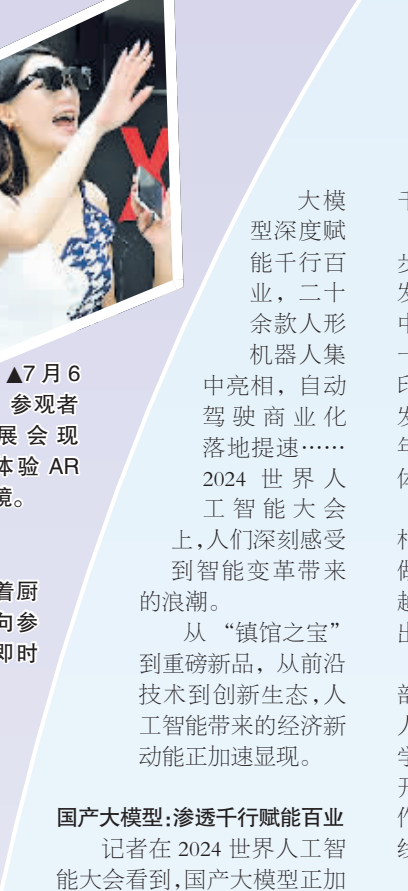 ▲7月6
参观者
展会现
体验 AR
镜。
着厨
向参
即时
大模
型深度赋
能千行百
业，二十
余款人形
机器人集
中亮相，自动
驾驶商业化
落地提速……
2024 世界人
工智能大会
上，人们深刻感受
到智能变革带来
的浪潮。
从“镇馆之宝”
到重磅新品，从前沿
技术到创新生态，人
工智能带来的经济新
动能正加速显现。
国产大模型：渗透千行赋能百业
记者在 2024 世界人工智
能大会看到，国产大模型正加